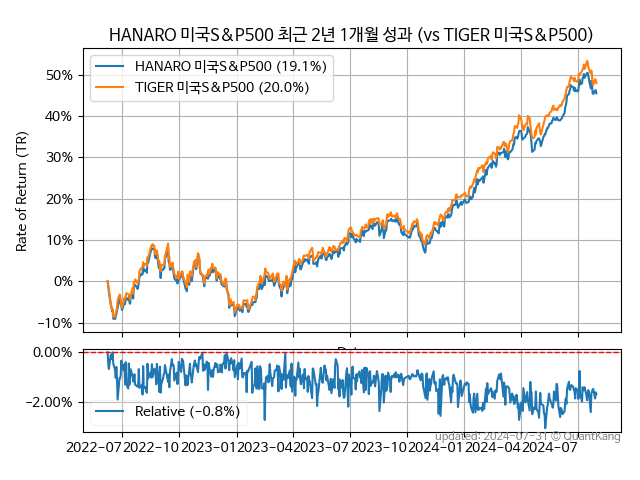 HANARO 미국S&P500 최근 2년 1개월 성과 (vs TIGER 미국S&P500)
HANARO 미국S&P500 (19.1%)
TIGER 미국S&P500 (20.0%)
Rate of Return (TR)
50%
40%
30%
20%
10%
0%
−10%
0.00%
−2.00%
Relative (−0.8%)
2022-07 2022-10 2023-01 2023-04 2023-07 2023-10 2024-01 2024-04 2024-07
updated: 2024-07-31 © QuantKang